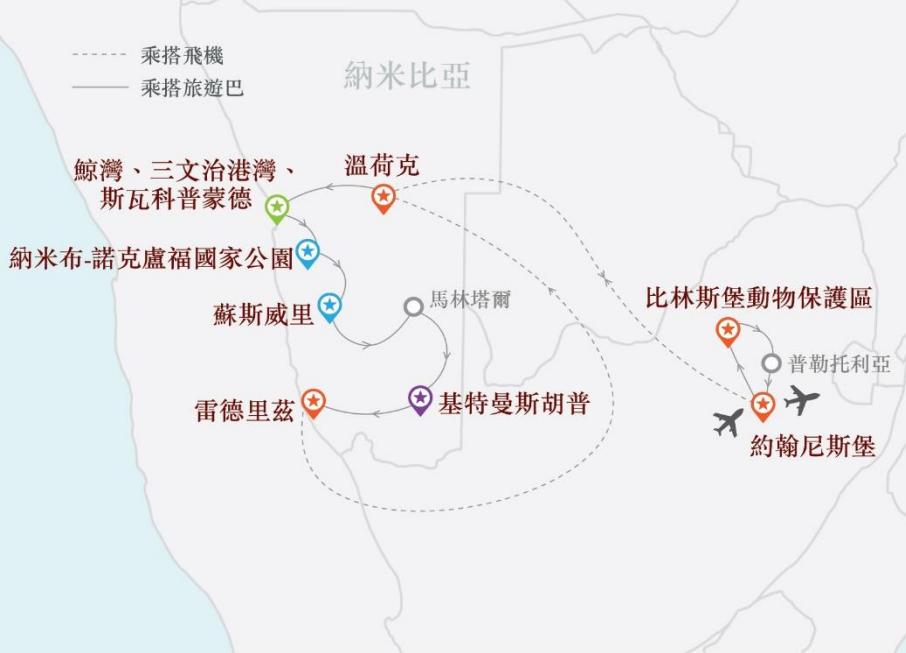 乘搭飛機
乘搭旅遊巴
納米比亞
鯨灣、三文治港灣、
斯瓦科普蒙德
溫荷克
納米布-諾克盧福國家公園
蘇斯威里
馬林塔爾
比林斯堡動物保護區
普勒托利亞
雷德里茲
基特曼斯胡普
約翰尼斯堡